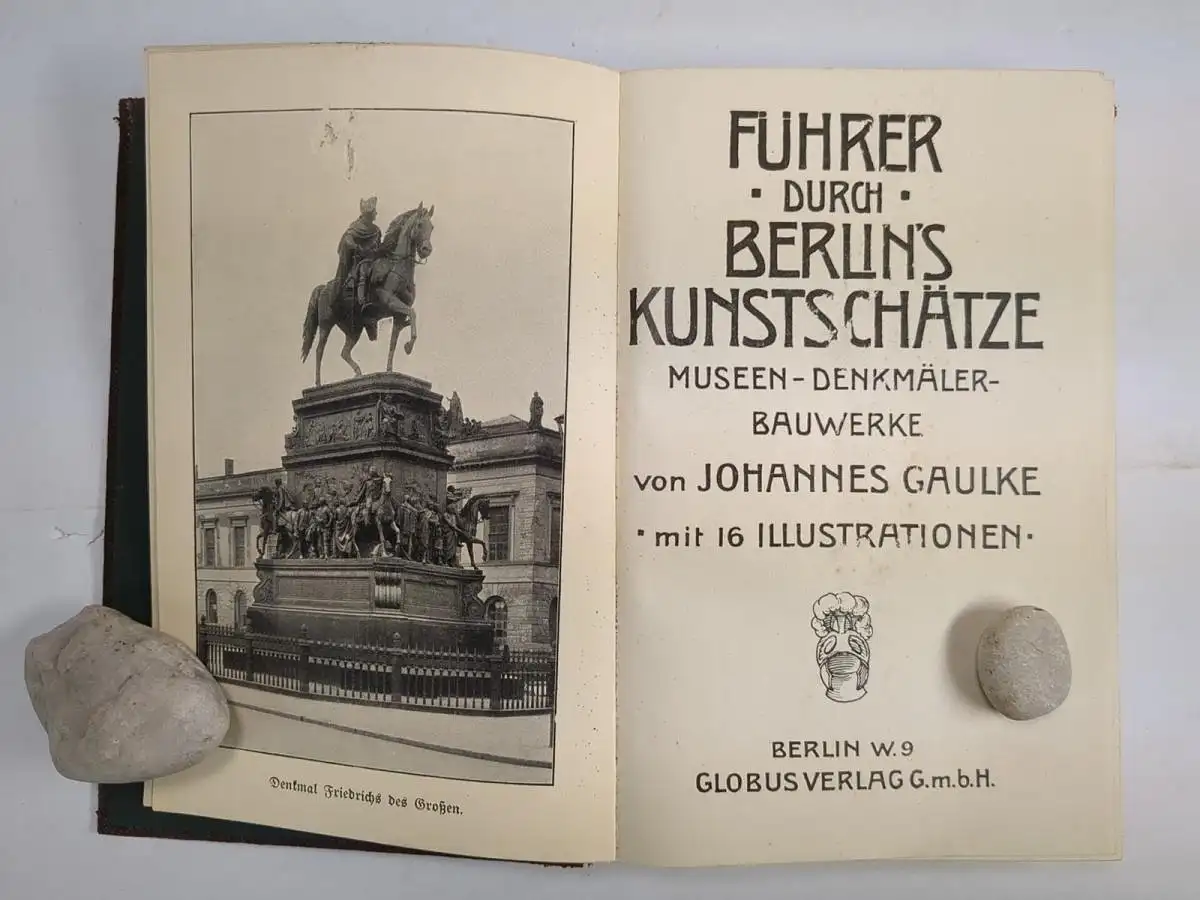 Denkmal Friedrichs des Großen.
FÜHRER
· DURCH ·
BERLIN'S
KUNSTSCHÄTZE
MUSEEN-DENKMÄLER-
BAUWERKE
von JOHANNES GAULKE
· mit 16 ILLUSTRATIONEN ·
BERLIN W. 9
GLOBUS VERLAG G.m.b.H.